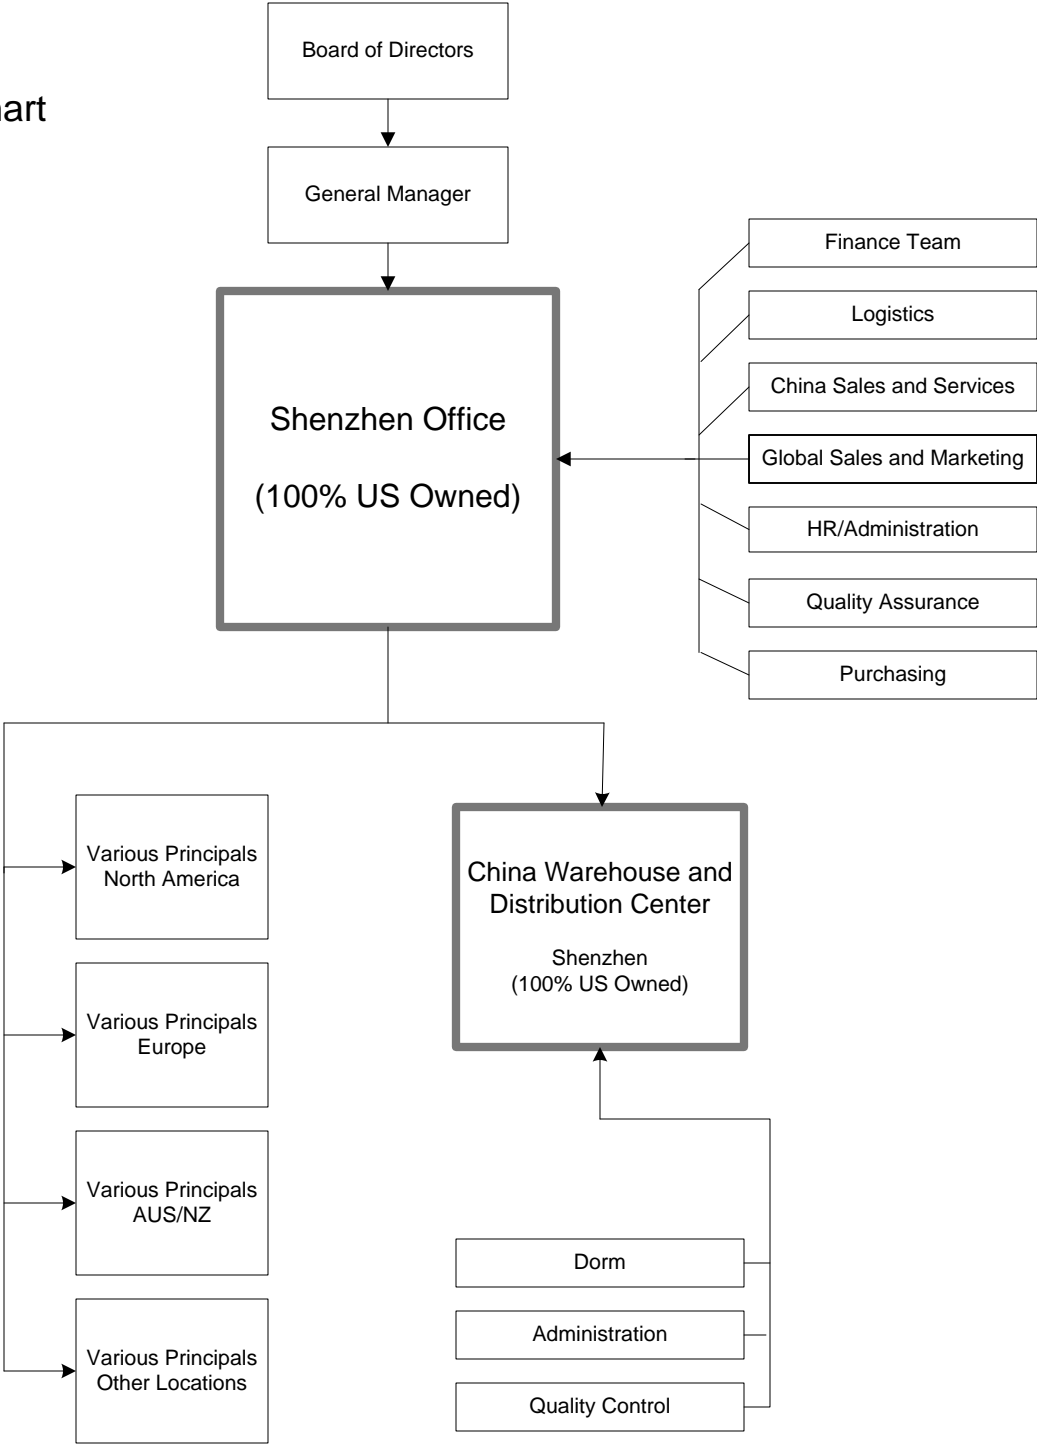 Board of Directors
General Manager
Finance Team
Logistics
China Sales and Services
Global Sales and Marketing
HR/Administration
Quality Assurance
Purchasing
Shenzhen Office
(100% US Owned)
Various Principals
North America
Various Principals
Europe
Various Principals
AUS/NZ
Various Principals
Other Locations
China Warehouse and
Distribution Center
Shenzhen
(100% US Owned)
Dorm
Administration
Quality Control